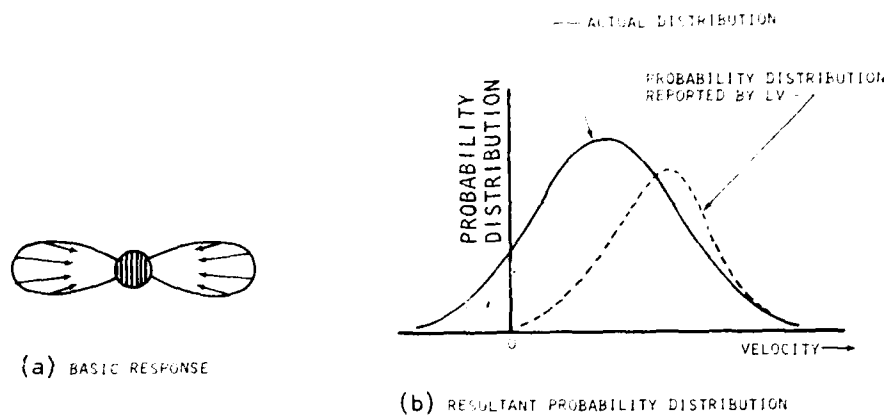 ACTUAL DISTRIBUTION
PROBABILITY DISTRIBUTION
REPORTED BY LV
PROBABILITY
DISTRIBUTION
0
VELOCITY
(a) BASIC RESPONSE
(b) RESULTANT PROBABILITY DISTRIBUTION